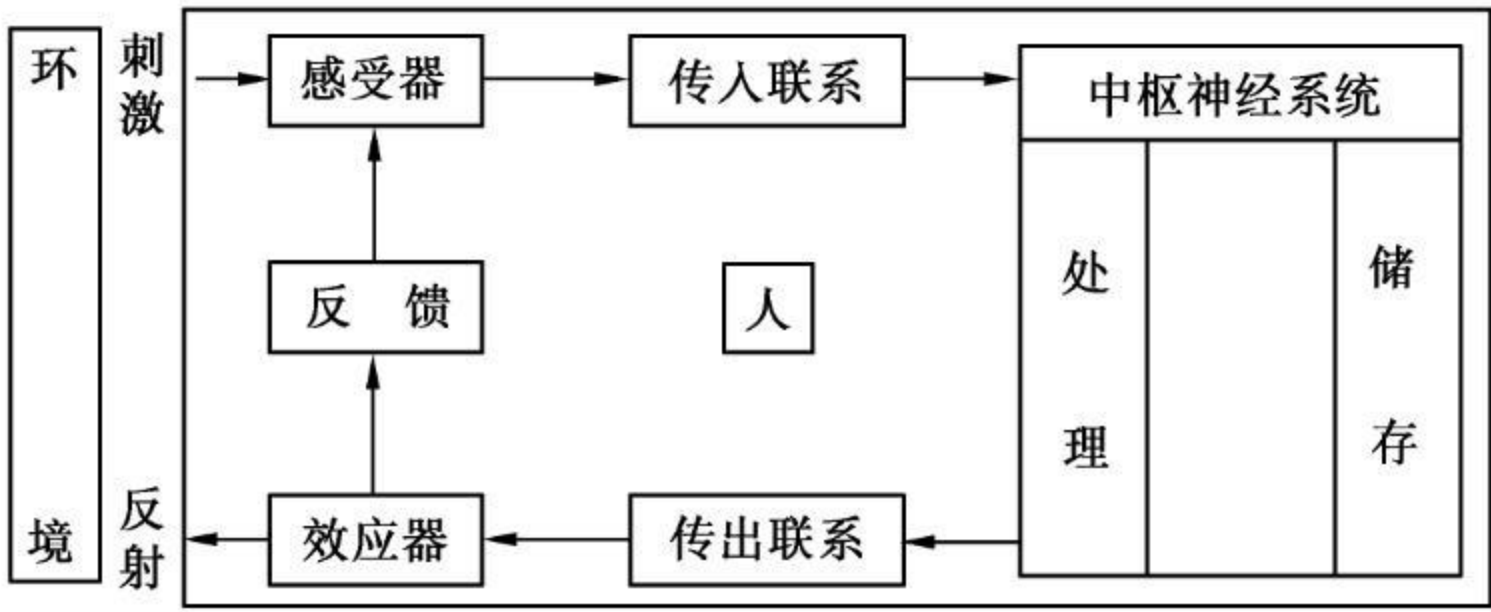 环境
刺激
感受器
传入联系
中枢神经系统
处理
储存
反馈
人
反射
效应器
传出联系